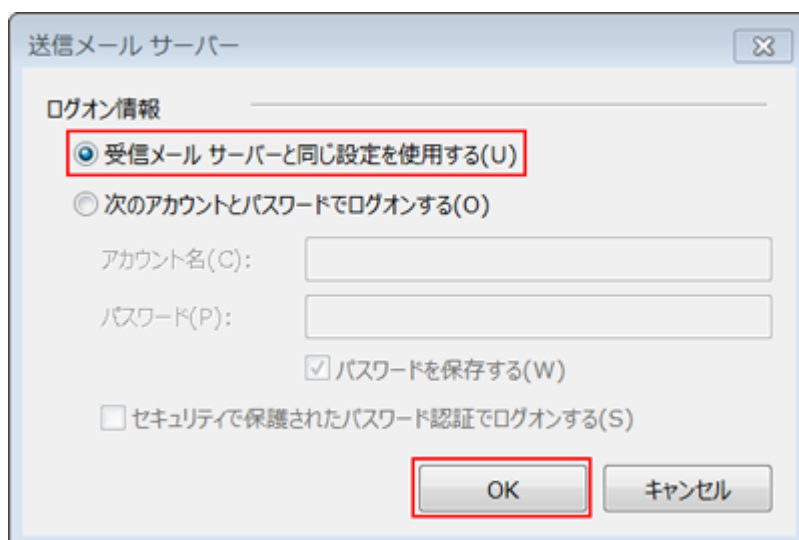 送信メール サーバー
ログオン情報
受信メール サーバーと同じ設定を使用する(U)
次のアカウントとパスワードでログオンする(O)
アカウント名(C):
パスワード(P):
パスワードを保存する(W)
セキュリティで保護されたパスワード認証でログオンする(S)
OK キャンセル